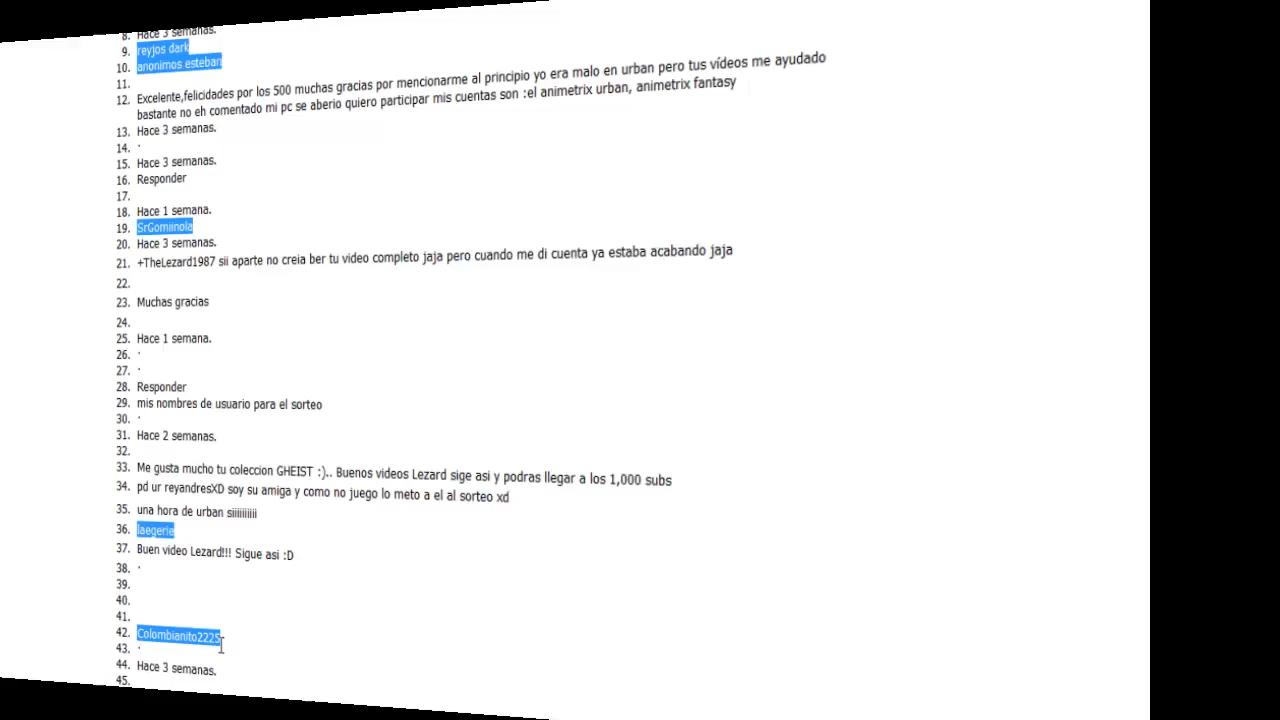 8. Hace 3 semanas.
9. reyjos dark
10. anonimos esteban
11.
12. Excelente,felicidades por los 500 muchas gracias por mencionarme al principio yo era malo en urban pero tus vídeos me ayudado
bastante no eh comentado mi pc se aberio quiero participar mis cuentas son :el animetrix urban, animetrix fantasy
13. Hace 3 semanas.
14. ·
15. Hace 3 semanas.
16. Responder
17.
18. Hace 1 semana.
19. SrGomiinola
20. Hace 3 semanas.
21. +TheLezard1987 sii aparte no creia ber tu video completo jaja pero cuando me di cuenta ya estaba acabando jaja
22.
23. Muchas gracias
24.
25. Hace 1 semana.
26. ·
27. ·
28. Responder
29. mis nombres de usuario para el sorteo
30. ·
31. Hace 2 semanas.
32.
33. Me gusta mucho tu coleccion GHEIST :).. Buenos videos Lezard sige asi y podras llegar a los 1,000 subs
34. pd ur reyandresXD soy su amiga y como no juego lo meto a el al sorteo xd
35. una hora de urban siiiiiiiiii
36. laegerie
37. Buen video Lezard!!! Sigue asi :D
38. ·
39.
40.
41.
42. Colombianito2225
43. ·
44. Hace 3 semanas.
45.